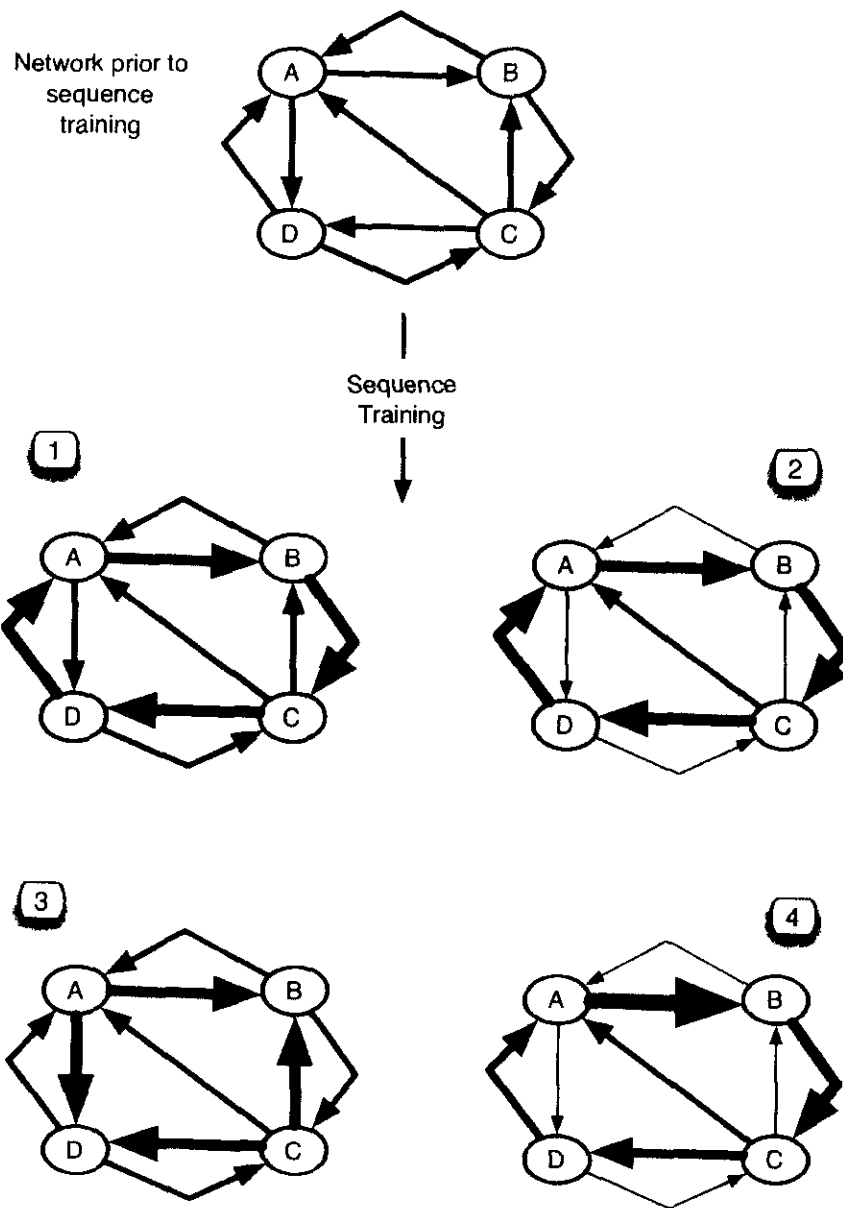 Network prior to
sequence
training
A
B
D
C
Sequence
Training
1
2
A
B
D
C
A
B
D
C
3
4
A
B
D
C
A
B
D
C